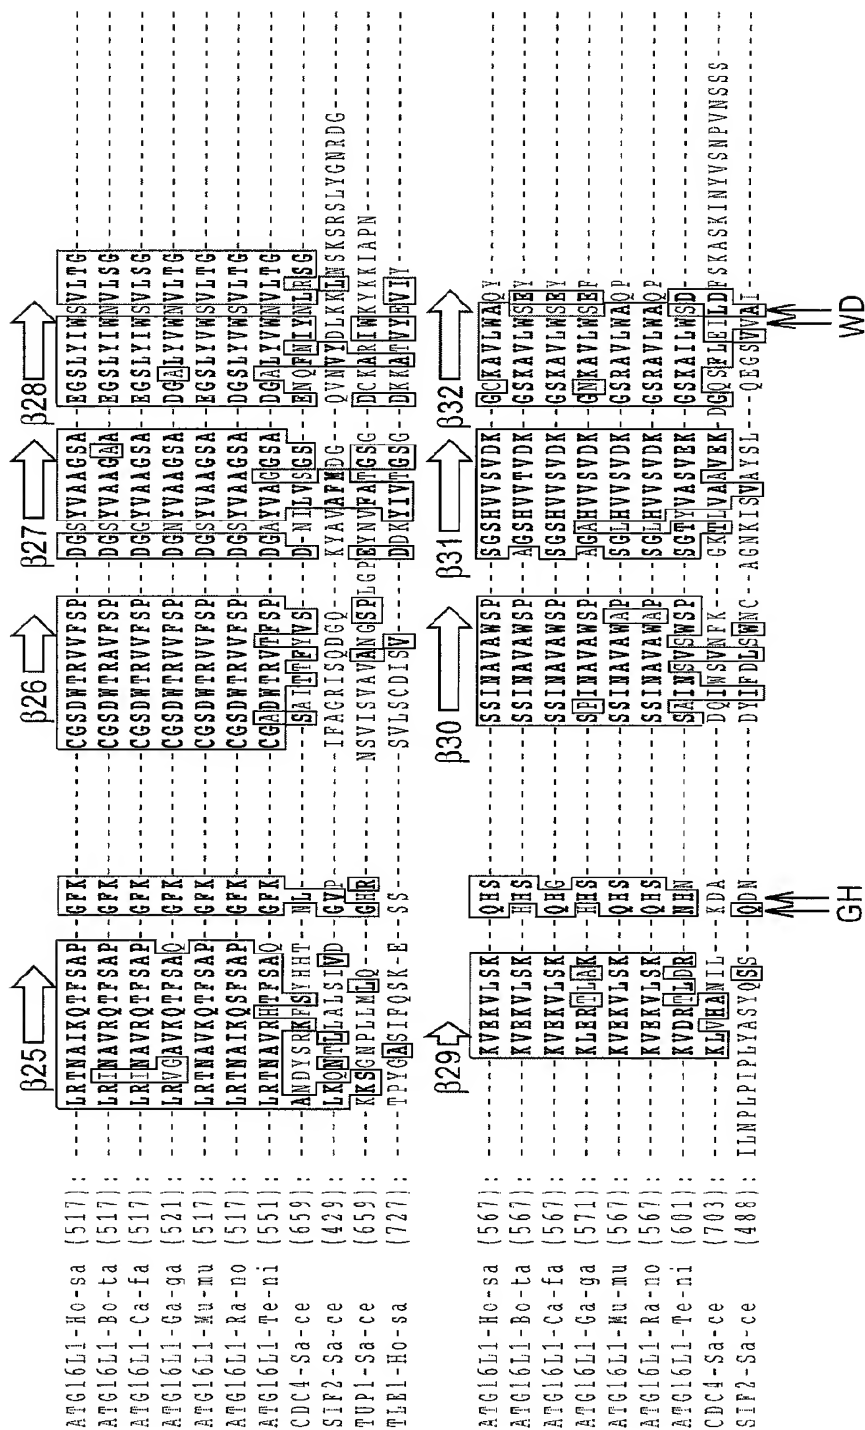 β25 β26 β27 β28
ATG16L1-Ho-sa (517): -----LRTNAIKQTFSAP--GFK---------CGSDWTRVVFSP--DGSYVAAGSA--EGSLYIWSVLTG----------------
ATG16L1-Bo-ta (517): -----LRINAVRQTFSAP--GFK---------CGSDWTRAVFSP--DGSYVAAGAA--EGSLYIWNVLSG----------------
ATG16L1-Ca-fa (517): -----LRINAVRQTFSAP--GFK---------CGSDWTRVVFSP--DGGYVAAGSA--EGSLYIWSVLSG----------------
ATG16L1-Ga-ga (521): -----LRVGAVKQTFSAQ--GFK---------CGSDWTRVVFSP--DGNYVAAGSA--DGALYVWNVLTG----------------
ATG16L1-Mu-mu (517): -----LRTNAVKQTFSAP--GFK---------CGSDWTRVVFSP--DGSYVAAGSA--EGSLYVWSVLTG----------------
ATG16L1-Ra-no (517): -----LRTNAIKQSFSAP--GFK---------CGSDWTRVVFSP--DGSYVAAGSA--DGSLYVWSVLTG----------------
ATG16L1-Te-ni (551): -----LRTNAVRHTFSAQ--GFK---------CGADWTRVTFSP--DGAYVAGGSA--DGALYVWNVLTG----------------
CDC4-Sa-ce (659): -----ANDYSRKFSYHHT--NL----------SAITTFYVS----D-NILVSGS---ENQFNIYNLRSG----------------
SIF2-Sa-ce (429): -----LKQNTLLALSIVD--GVP---------IFAGRISQDGQ---KYAVAFMDG---QVNVYDLKKLNSKSRSLYGNRDG------
TUP1-Sa-ce (659): -----KKSGNPLLMLQ---GHR---------NSVISVAVANGSPLGPEYNVFATGSG--DCKARIWKYKKIAPN-------------
TLE1-Ho-sa (727): -----TPYGASIFQSK-E--SS----------SVLSCDISV-----DDKYIVTGSG--DKKATVYEVIY-----------------
β29 β30 β31 β32
ATG16L1-Ho-sa (567): --------KVEKVLSK---QHS---------SSINAVAWSP--SGSHVVSVDK--GCKAVLWAQY-----------------
ATG16L1-Bo-ta (567): --------KVEKVLSK---HHS---------SSINAVAWSP--AGSHVVTVDK--GSKAVLWSEY-----------------
ATG16L1-Ca-fa (567): --------KVEKVLSK---QHG---------SSINAVAWSP--SGSHVVSVDK--GSKAVLWSEY-----------------
ATG16L1-Ga-ga (571): --------KLERTLAK---HHS---------SPINAVAWSP--AGAHVVSVDK--GNKAVLWSEF-----------------
ATG16L1-Mu-mu (567): --------KVEKVLSK---QHS---------SSINAVAWAP--SGLHVVSVDK--GSRAVLWAQP-----------------
ATG16L1-Ra-no (567): --------KVEKVLSK---QHS---------SSINAVAWAP--SGLHVVSVDK--GSRAVLWAQP-----------------
ATG16L1-Te-ni (601): --------KVDRTLDR---NHN---------SAINSVSWSP--SGTYVASVEK--GSKAILWSD------------------
CDC4-Sa-ce (703): --------KLVHANIL---KDA---------DQIWSVNFK---GKTLVAAVEK--DGQSFLEILDFSKASKINYVSNPVNSSS---
SIF2-Sa-ce (488): --ILNPLPIPLYASYQSS--QDN---------DYIFDLSWNC--AGNKISVAYSL--QEGSVVAI-----------------
GH WD